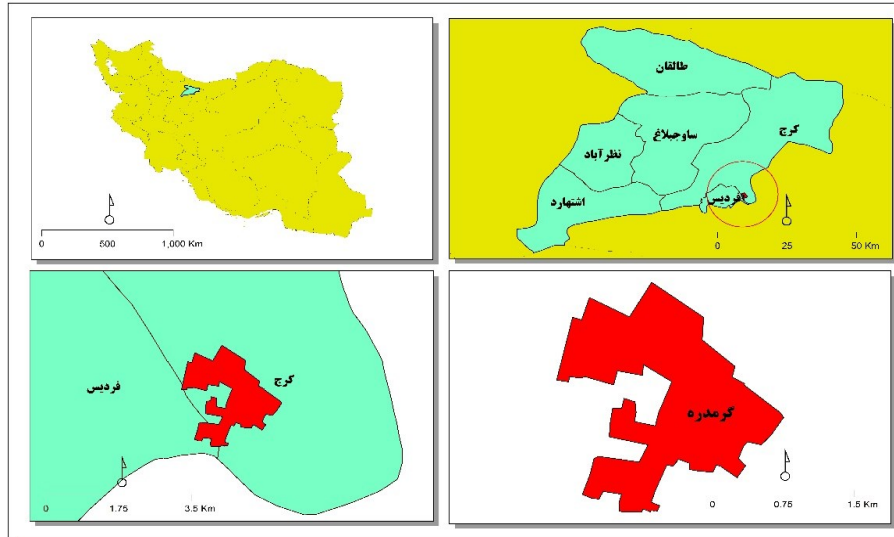 0 500 1,000 Km
طالقان
ساوجبلاغ
کرج
نظرآباد
اشتهارد
فردیس
0 25 50 Km
فردیس
کرج
0 1.75 3.5 Km
گرمدره
0 0.75 1.5 Km